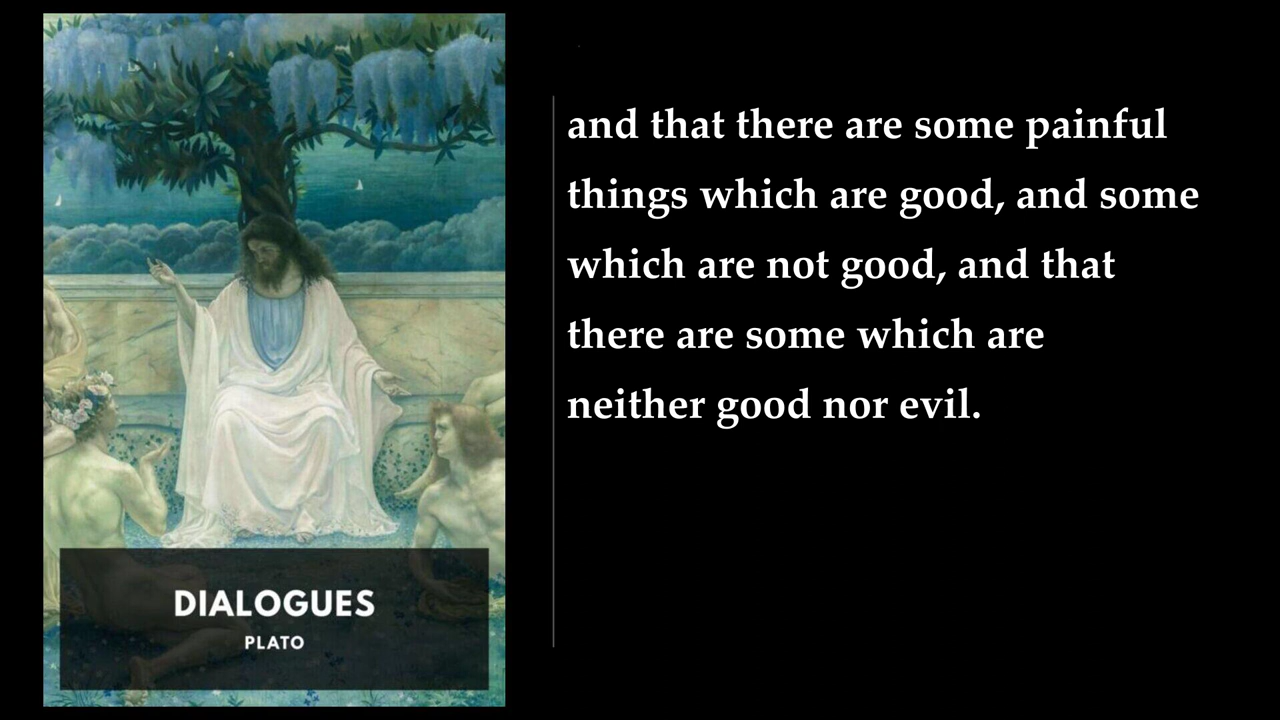 DIALOGUES
PLATO
and that there are some painful
things which are good, and some
which are not good, and that
there are some which are
neither good nor evil.